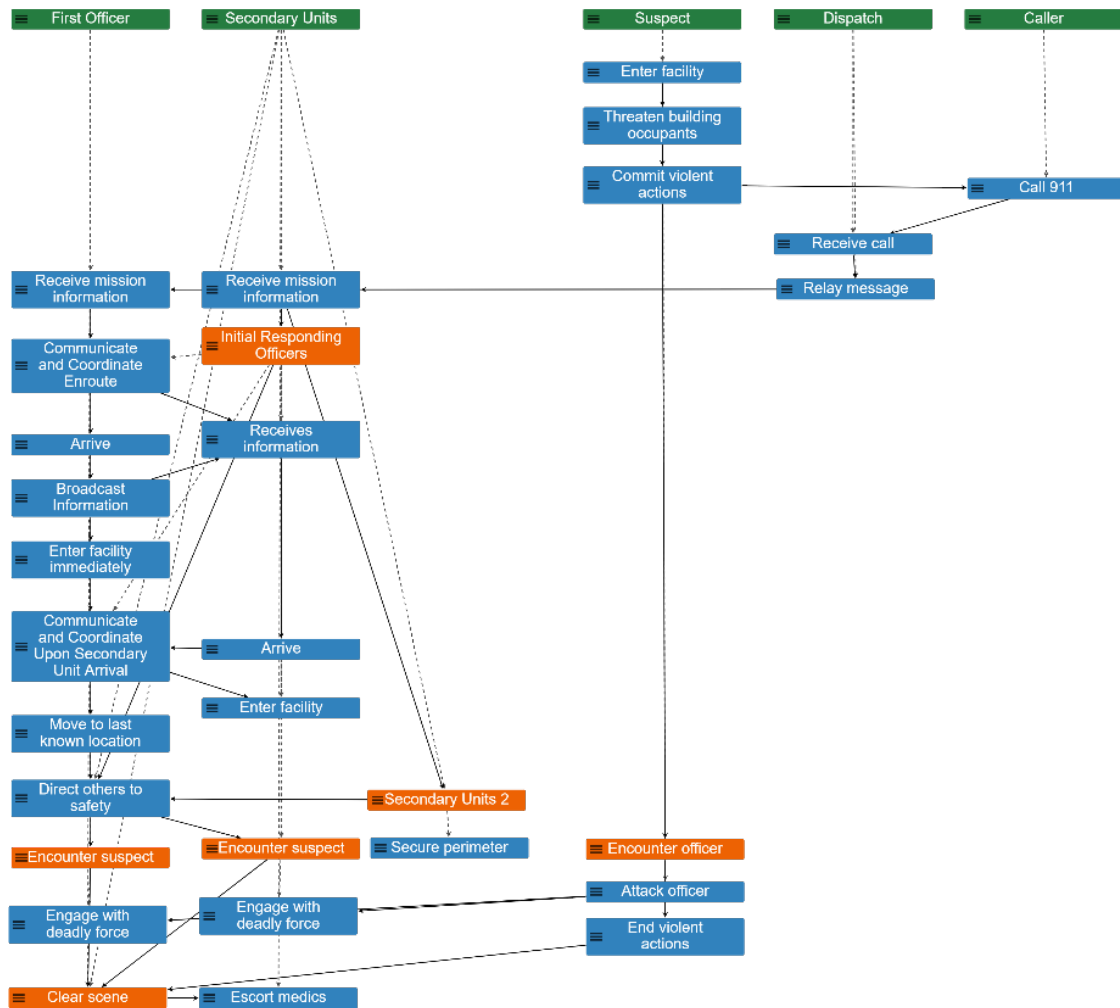 First Officer
Secondary Units
Suspect
Dispatch
Caller
Enter facility
Threaten building
occupants
Commit violent
actions
Call 911
Receive call
Receive mission
information
Receive mission
information
Relay message
Initial Responding
Officers
Communicate
and Coordinate
Enroute
Receives
information
Arrive
Broadcast
Information
Enter facility
immediately
Communicate
and Coordinate
Upon Secondary
Unit Arrival
Arrive
Enter facility
Move to last
known location
Direct others to
safety
Secondary Units 2
Encounter suspect
Encounter suspect
Secure perimeter
Encounter officer
Attack officer
Engage with
deadly force
Engage with
deadly force
End violent
actions
Clear scene
Escort medics